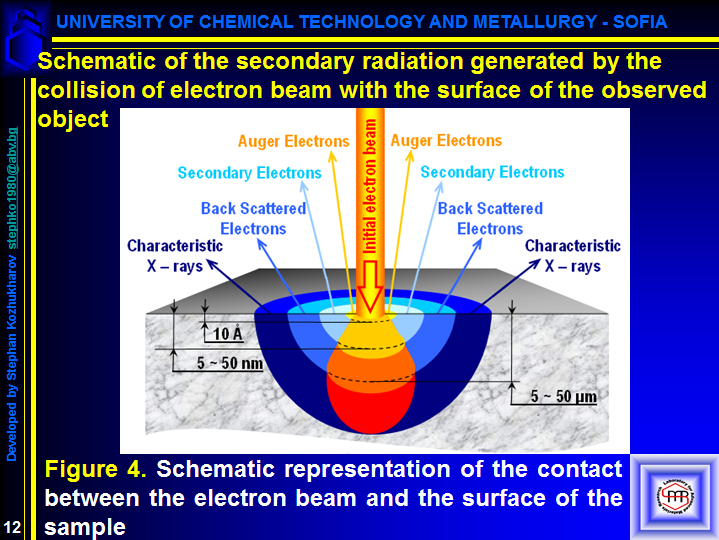 UNIVERSITY OF CHEMICAL TECHNOLOGY AND METALLURGY - SOFIA
Schematic of the secondary radiation generated by the
collision of electron beam with the surface of the observed
object
Auger Electrons
Auger Electrons
Secondary Electrons
Secondary Electrons
Back Scattered
Electrons
Back Scattered
Electrons
Characteristic
X – rays
Characteristic
X – rays
Initial electron beam
10 Å
5 ~ 50 nm
5 ~ 50 µm
Figure 4. Schematic representation of the contact
between the electron beam and the surface of the
sample
Developed by Stephan Kozhukharov stephko1980@abv.bg
12